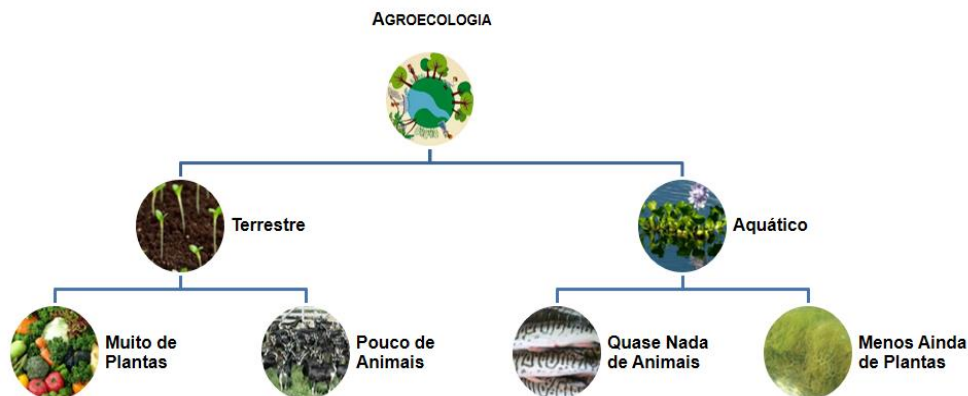 AGROECOLOGIA
Terrestre
Aquático
Muito de
Plantas
Pouco de
Animais
Quase Nada
de Animais
Menos Ainda
de Plantas